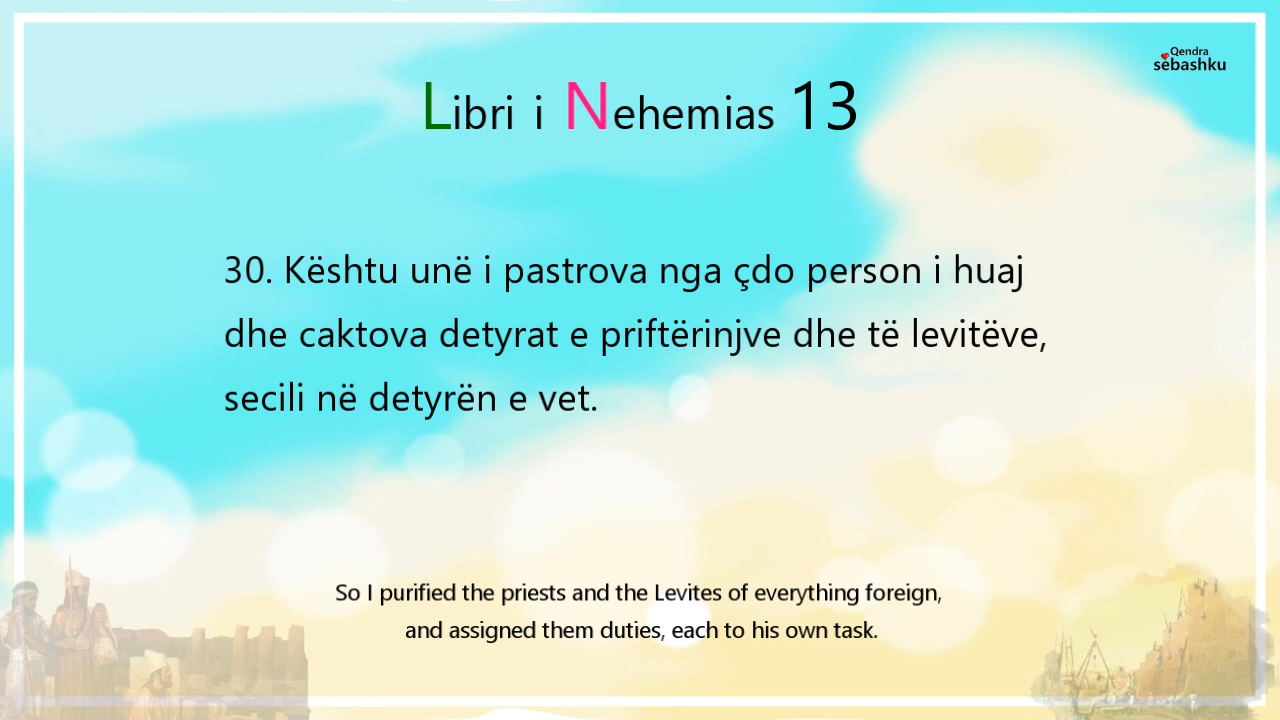 Qendra
sëbashku
Libri i Nehemias 13
30. Kështu unë i pastrova nga çdo person i huaj
dhe caktova detyrat e priftërinjve dhe të levitëve,
secili në detyrën e vet.
So I purified the priests and the Levites of everything foreign,
and assigned them duties, each to his own task.